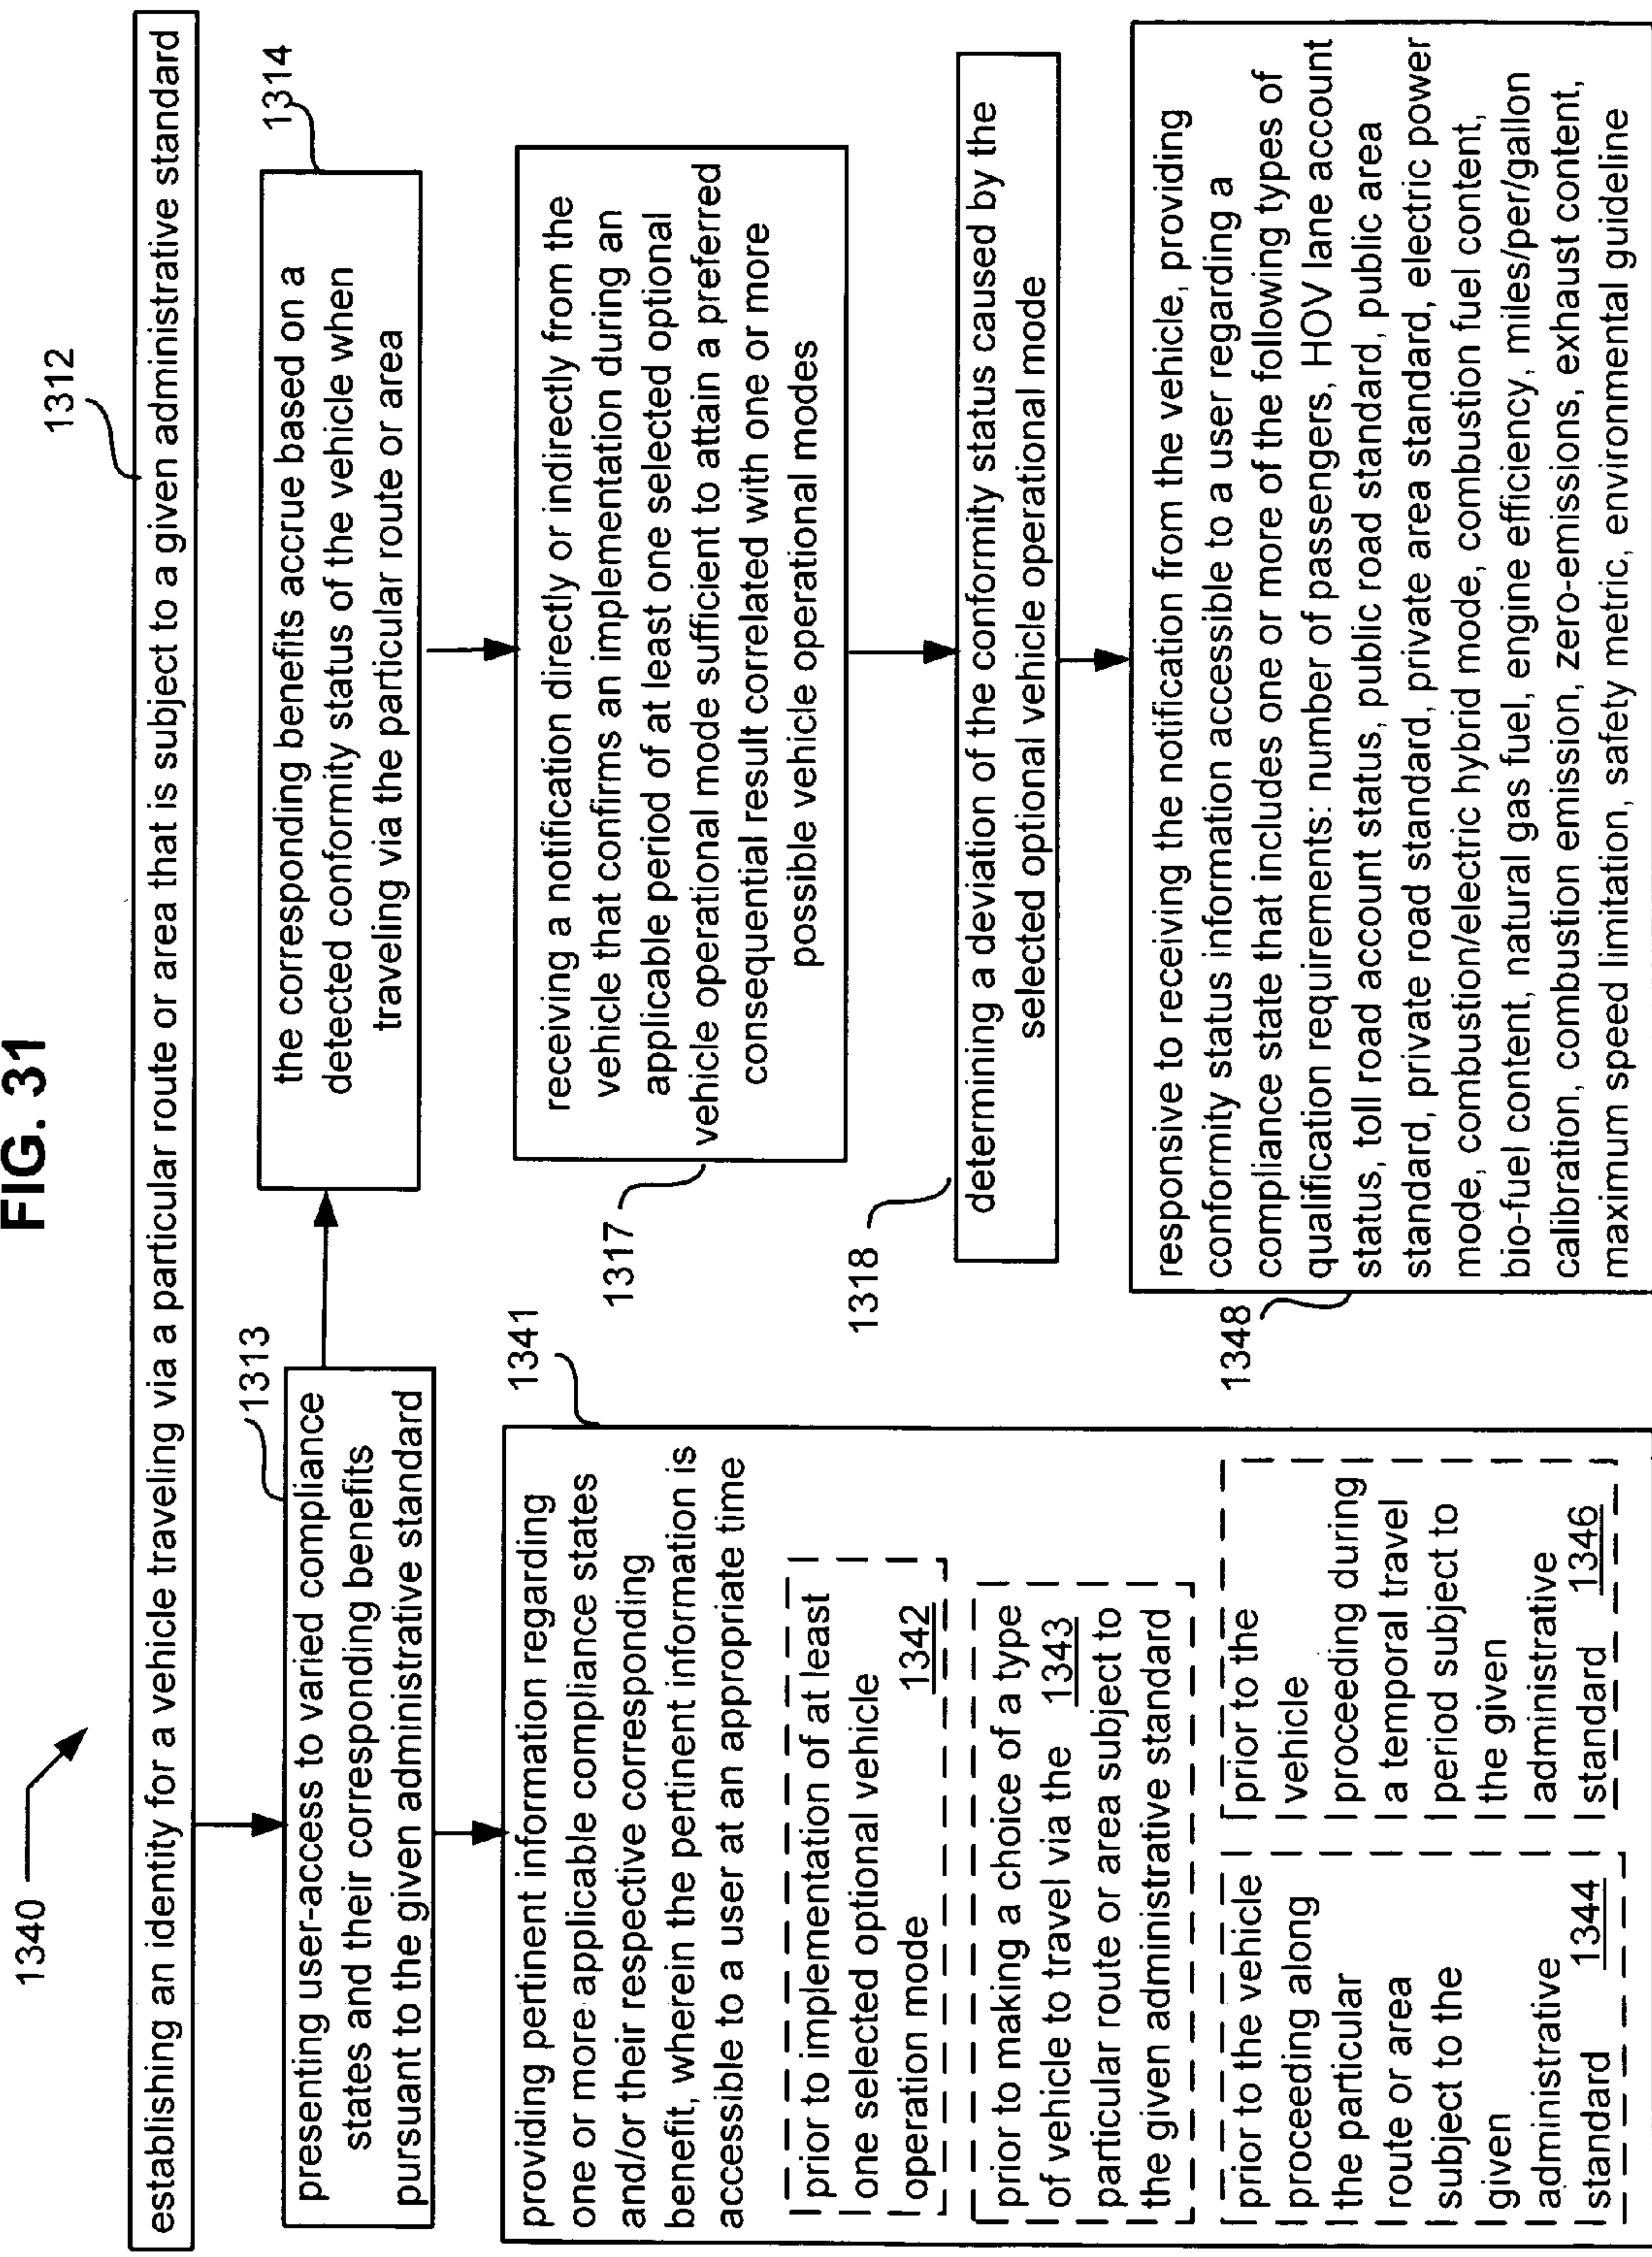 FIG. 31
1340
establishing an identity for a vehicle traveling via a particular route or area that is subject to a given administrative standard
1312
presenting user-access to varied compliance
states and their corresponding benefits
pursuant to the given administrative standard
1313
the corresponding benefits accrue based on a
detected conformity status of the vehicle when
traveling via the particular route or area
1314
providing pertinent information regarding
one or more applicable compliance states
and/or their respective corresponding
benefit, wherein the pertinent information is
accessible to a user at an appropriate time
1341
prior to implementation of at least
one selected optional vehicle
operation mode 1342
prior to making a choice of a type
of vehicle to travel via the 1343
particular route or area subject to
the given administrative standard
prior to the vehicle
proceeding along
the particular
route or area
subject to the
given
administrative
standard 1344
prior to the
vehicle
proceeding during
a temporal travel
period subject to
the given
administrative
standard 1346
receiving a notification directly or indirectly from the
vehicle that confirms an implementation during an
applicable period of at least one selected optional
vehicle operational mode sufficient to attain a preferred
consequential result correlated with one or more
possible vehicle operational modes
1317
determining a deviation of the conformity status caused by the
selected optional vehicle operational mode
1318
responsive to receiving the notification from the vehicle, providing
conformity status information accessible to a user regarding a
compliance state that includes one or more of the following types of
qualification requirements: number of passengers, HOV lane account
status, toll road account status, public road standard, public area
standard, private road standard, private area standard, electric power
mode, combustion/electric hybrid mode, combustion fuel content,
bio-fuel content, natural gas fuel, engine efficiency, miles/per/gallon
calibration, combustion emission, zero-emissions, exhaust content,
maximum speed limitation, safety metric, environmental guideline
1348